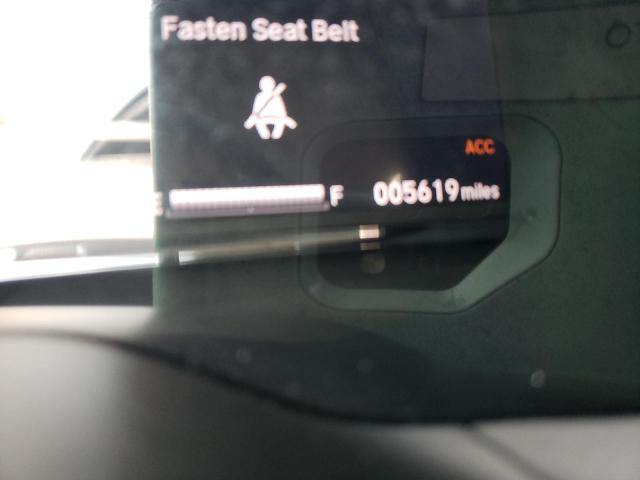 Fasten Seat Belt
ACC
E F 005619 miles